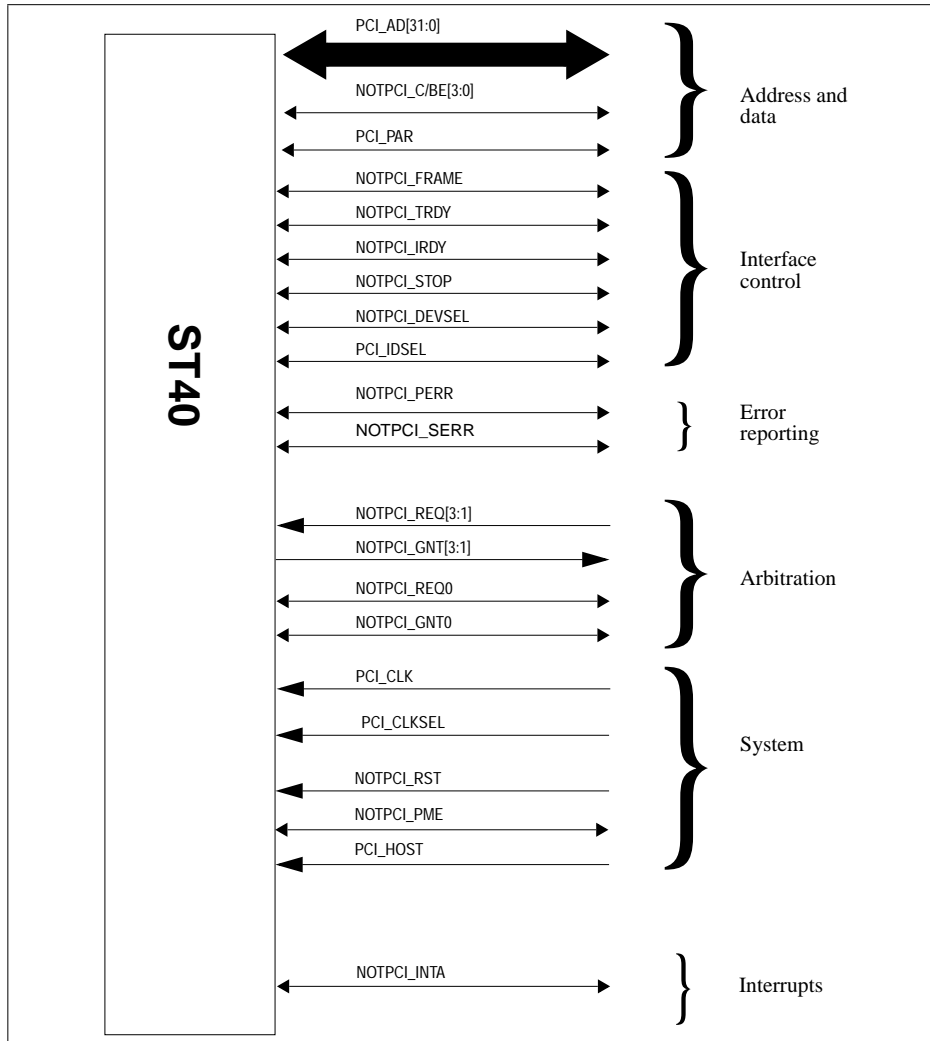 PCI_AD[31:0]
NOTPCI_C/BE[3:0]
Address and
data
PCI_PAR
NOTPCI_FRAME
NOTPCI_TRDY
NOTPCI_IRDY
Interface
control
NOTPCI_STOP
NOTPCI_DEVSEL
PCI_IDSEL
ST40
NOTPCI_PERR
Error
reporting
NOTPCI_SERR
NOTPCI_REQ[3:1]
NOTPCI_GNT[3:1]
Arbitration
NOTPCI_REQ0
NOTPCI_GNT0
PCI_CLK
PCI_CLKSEL
System
NOTPCI_RST
NOTPCI_PME
PCI_HOST
NOTPCI_INTA
Interrupts